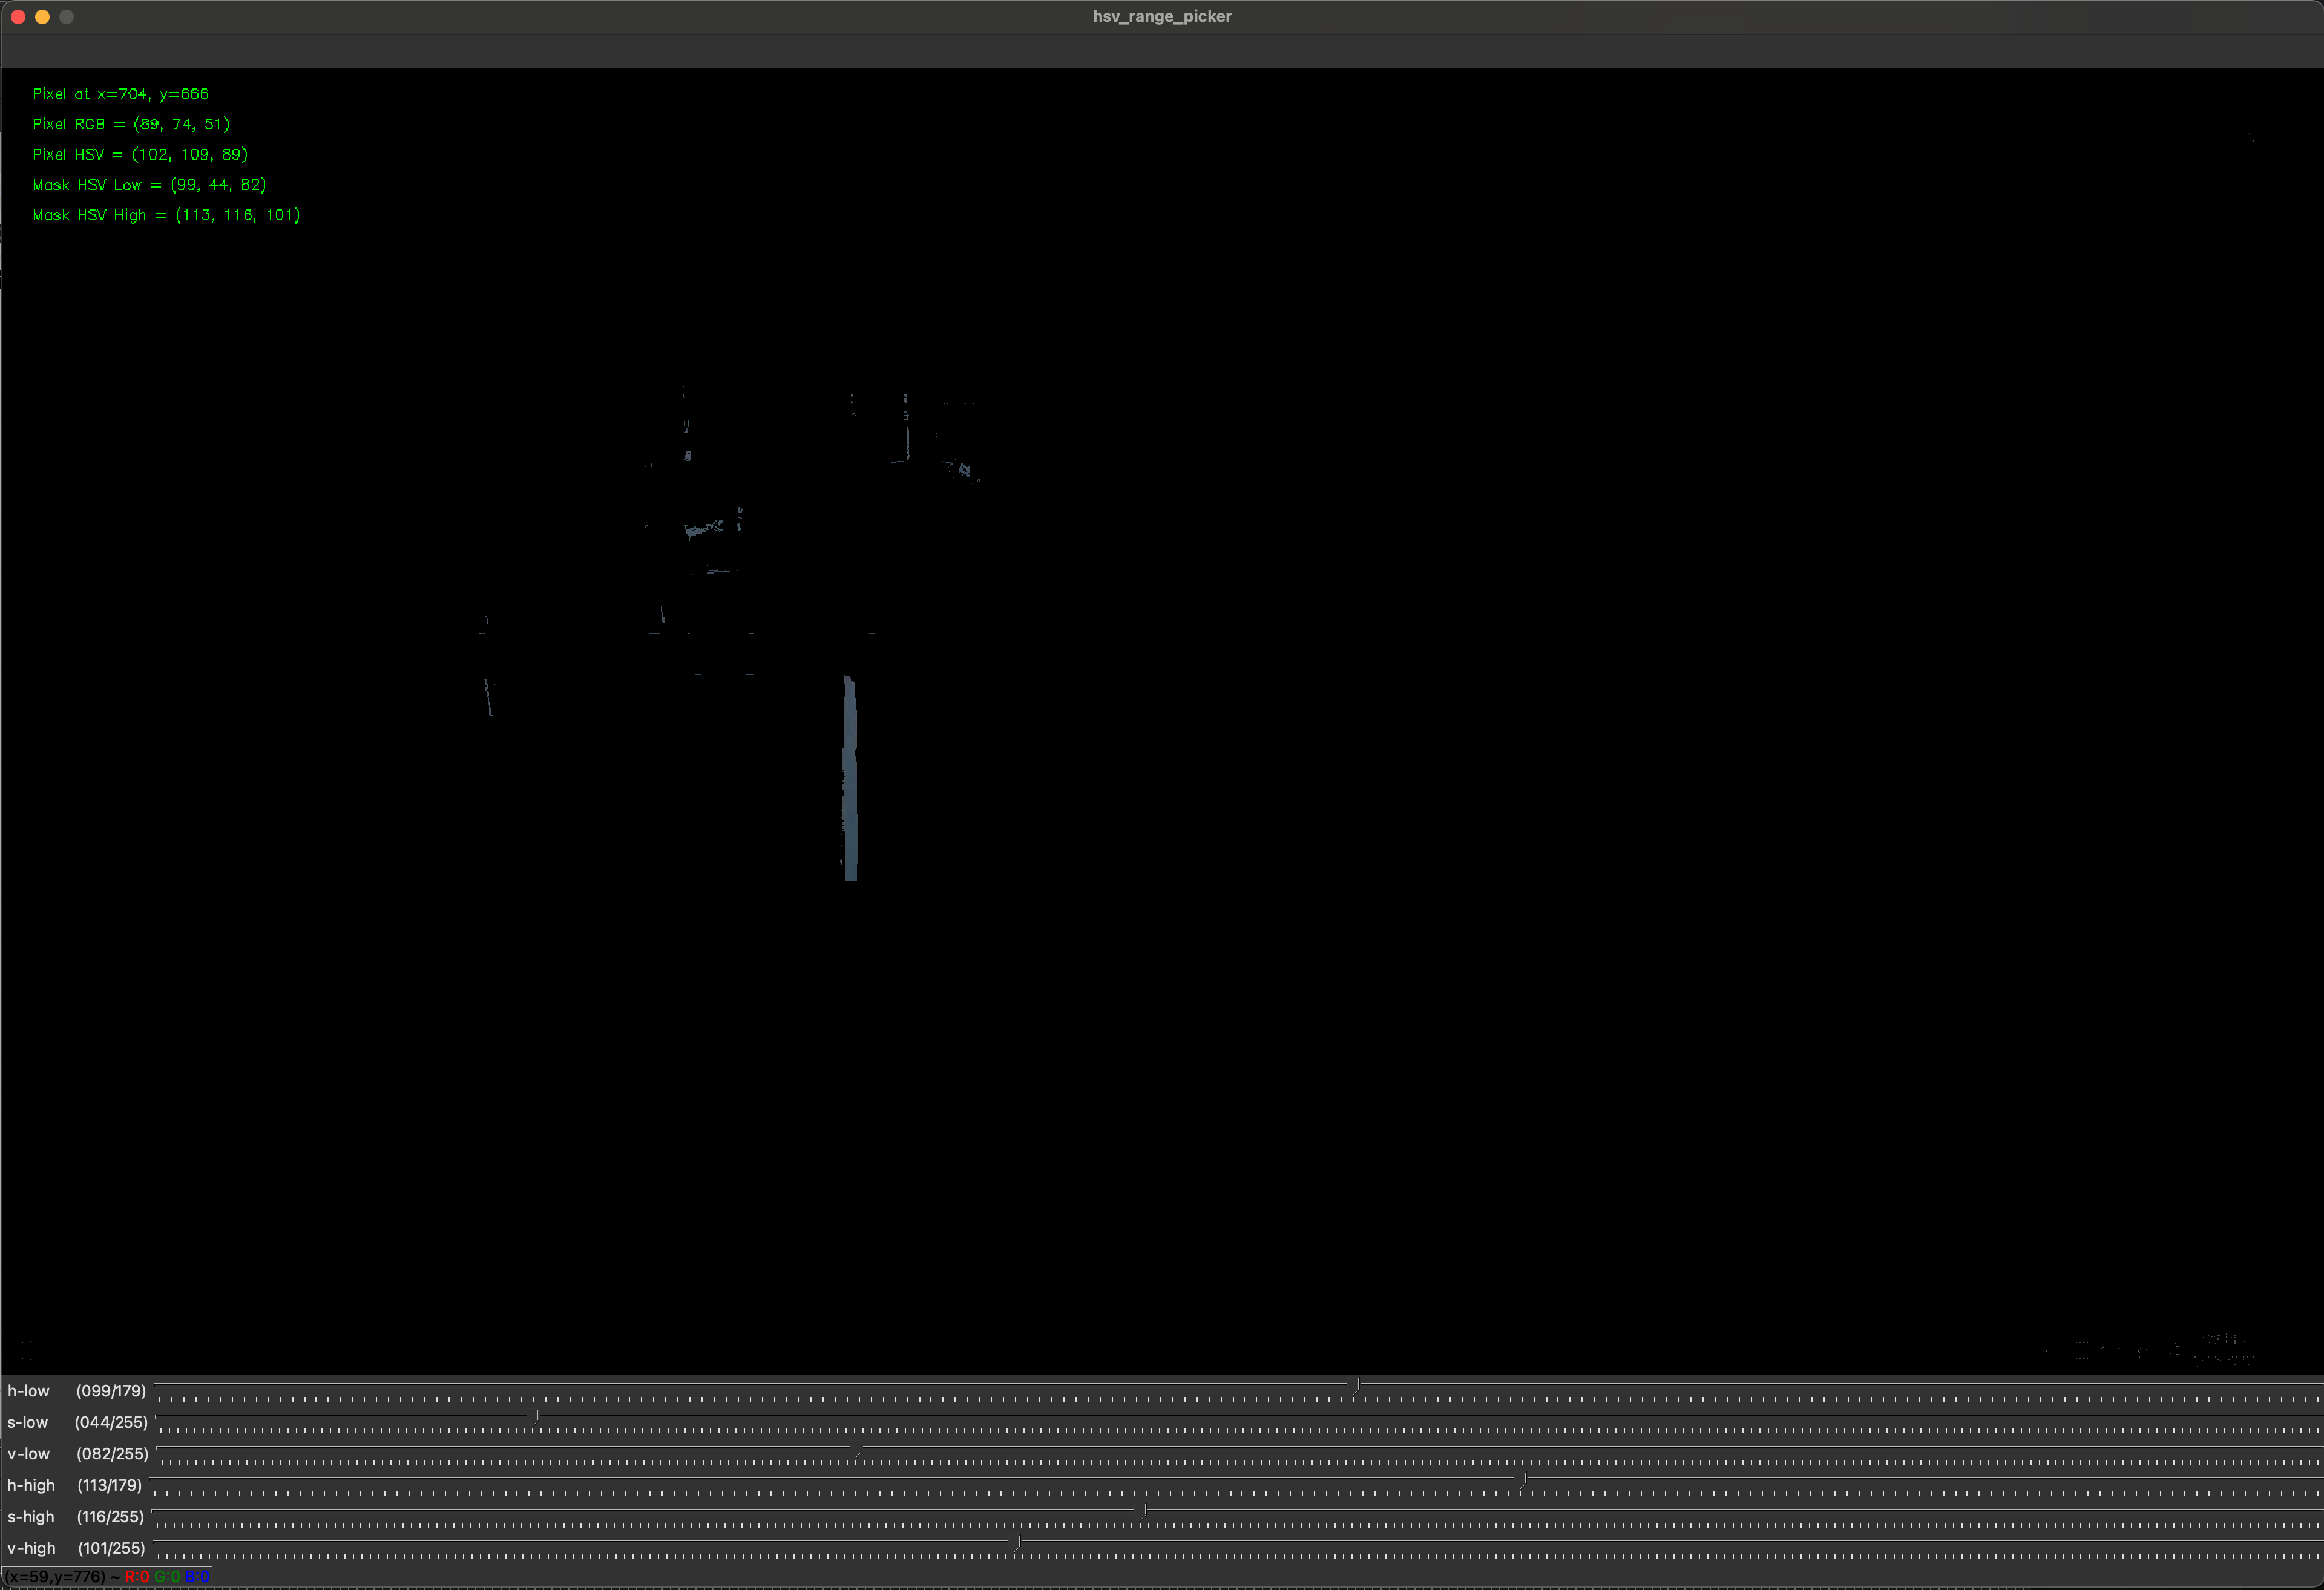 hsv_range_picker
Pixel at x=704, y=666
Pixel RGB = (89, 74, 51)
Pixel HSV = (102, 109, 89)
Mask HSV Low = (99, 44, 82)
Mask HSV High = (113, 116, 101)
h-low (099/179)
s-low (044/255)
v-low (082/255)
h-high (113/179)
s-high (116/255)
v-high (101/255)
(x=59,y=776) ~ R:0 G:0 B:0